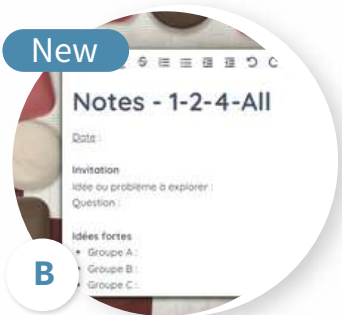 New
Notes - 1-2-4-All
Date :
Invitation
Idée ou problème à explorer :
Question :
Idées fortes
• Groupe A :
• Groupe B :
• Groupe C :
B